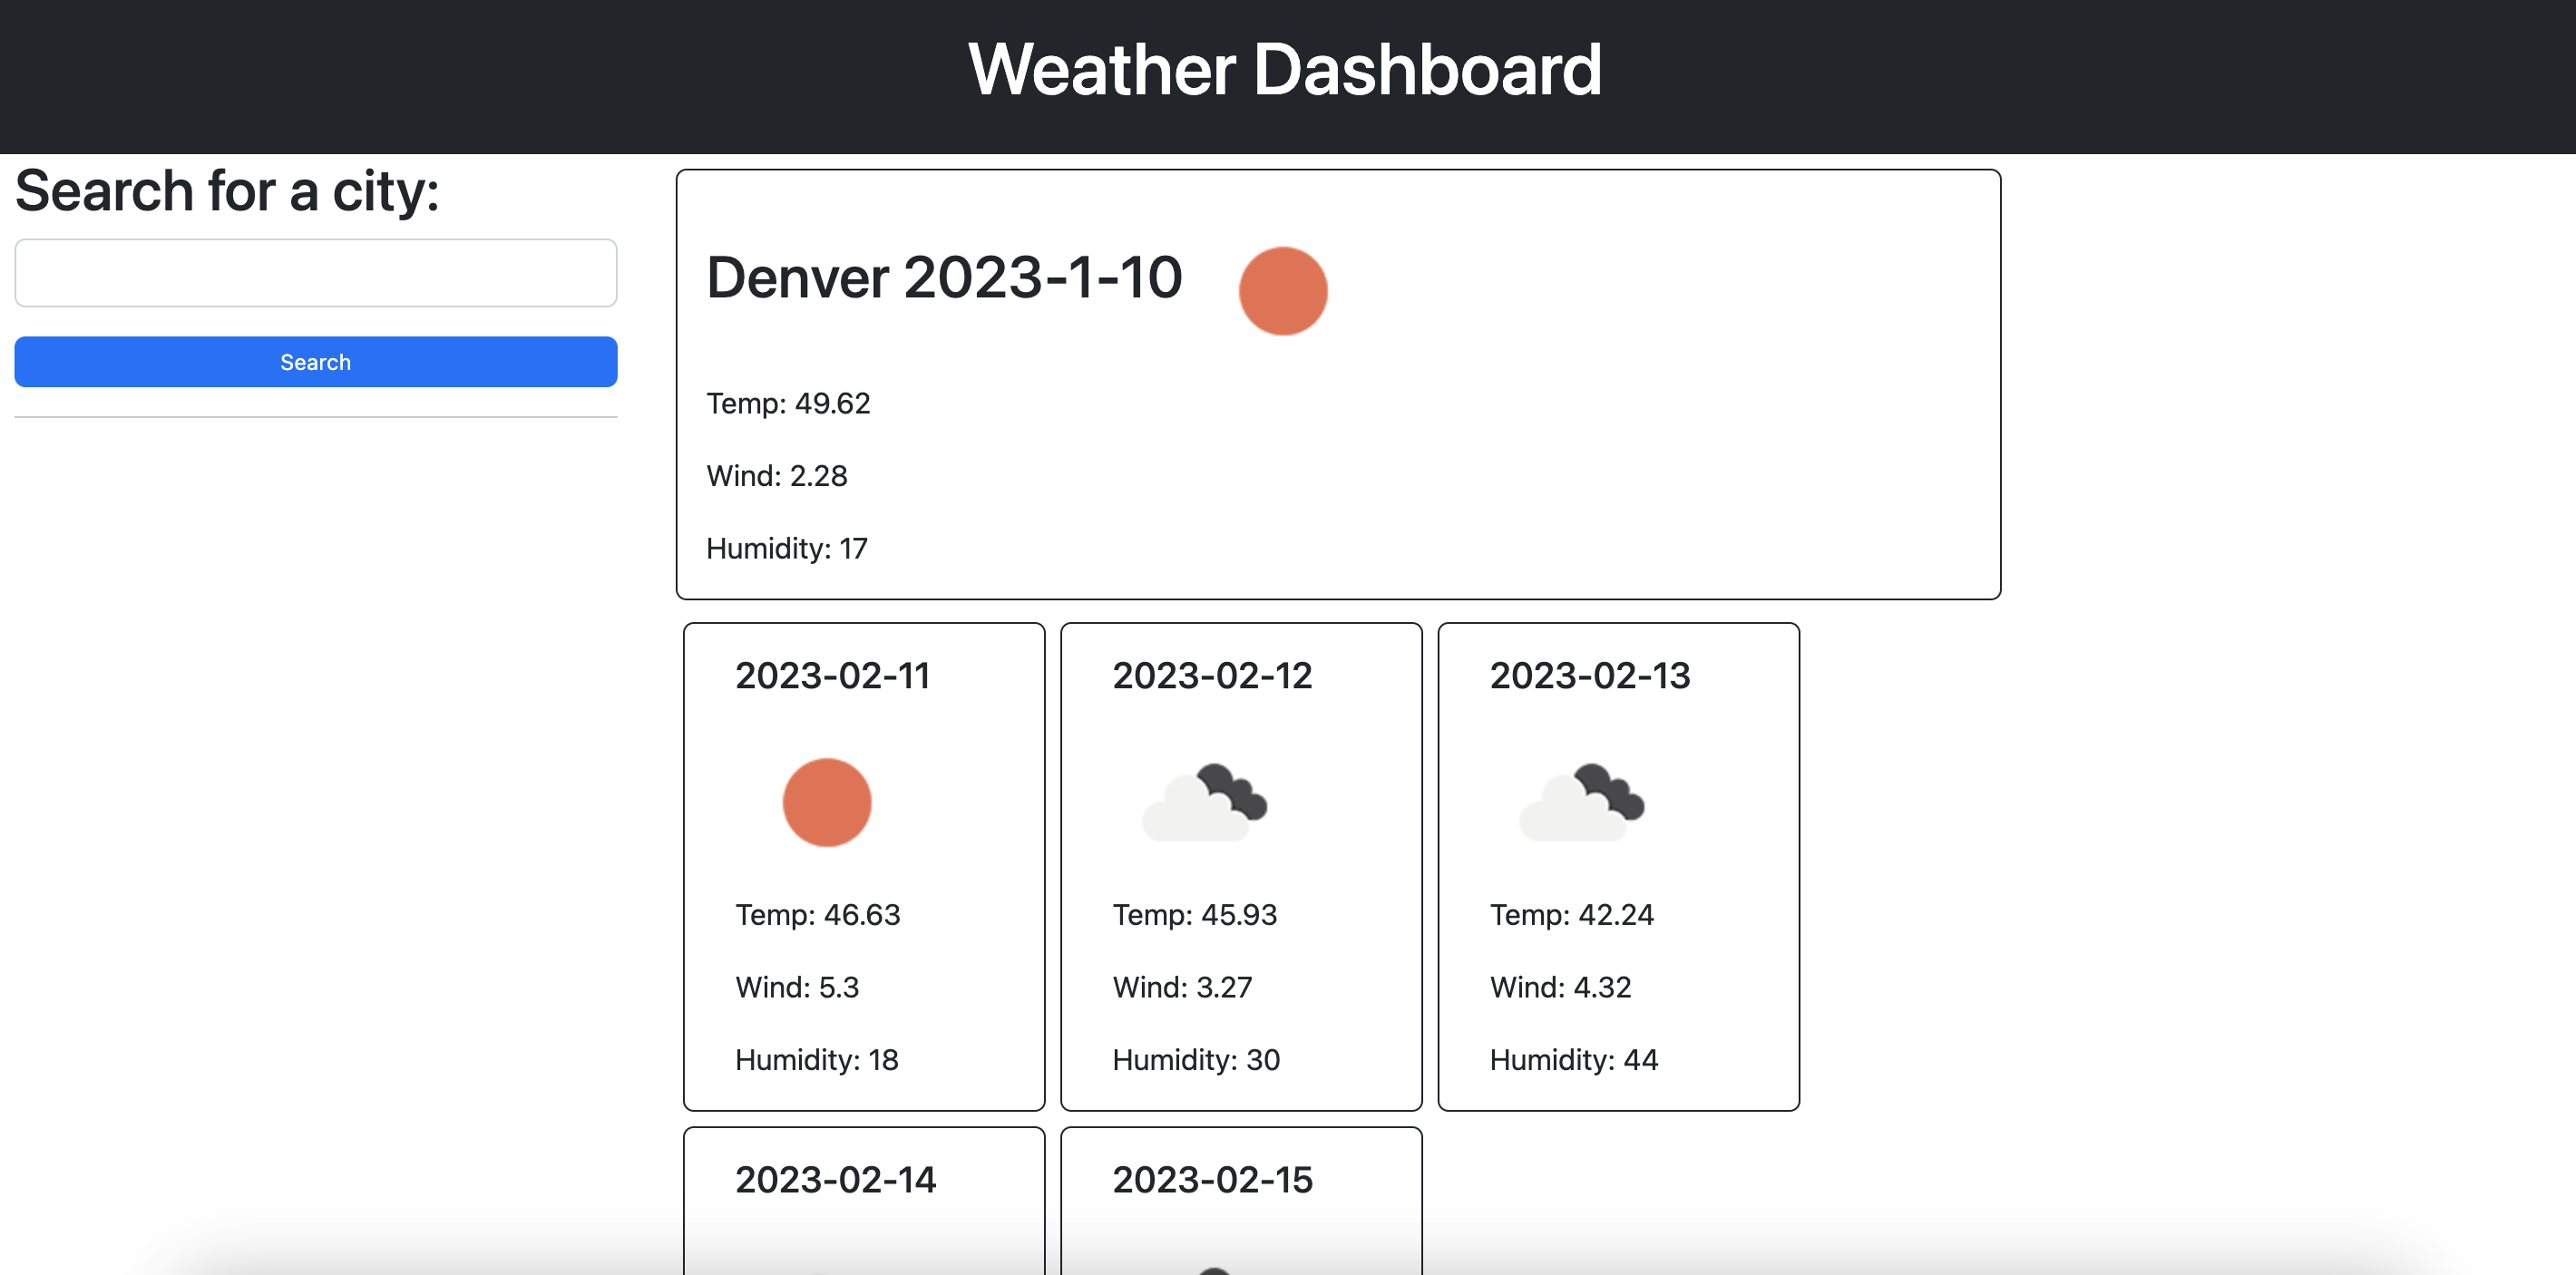 Weather Dashboard
Search for a city:
Search
Denver 2023-1-10
Temp: 49.62
Wind: 2.28
Humidity: 17
2023-02-11
Temp: 46.63
Wind: 5.3
Humidity: 18
2023-02-12
Temp: 45.93
Wind: 3.27
Humidity: 30
2023-02-13
Temp: 42.24
Wind: 4.32
Humidity: 44
2023-02-14
2023-02-15